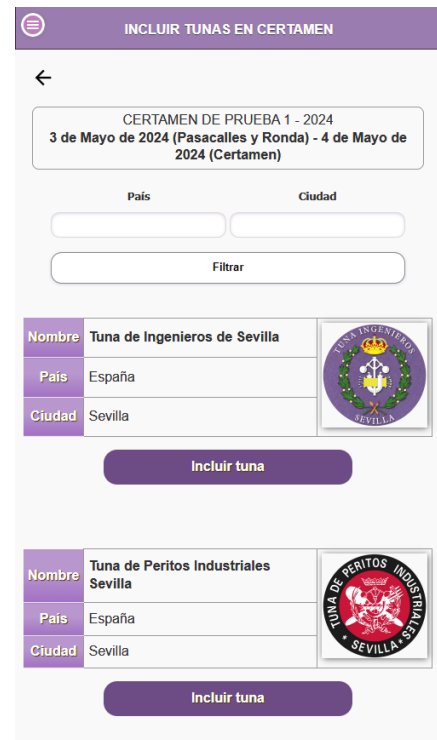 INCLUIR TUNAS EN CERTAMEN
CERTAMEN DE PRUEBA 1 - 2024
3 de Mayo de 2024 (Pasacalles y Ronda) - 4 de Mayo de
2024 (Certamen)
País Ciudad
Filtrar
Nombre Tuna de Ingenieros de Sevilla
País España
Ciudad Sevilla
TUNA INGENIEROS
SEVILLA
Incluir tuna
Nombre Tuna de Peritos Industriales
Sevilla
País España
Ciudad Sevilla
TUNA DE PERITOS INDUSTRIALES
* SEVILLA *
Incluir tuna